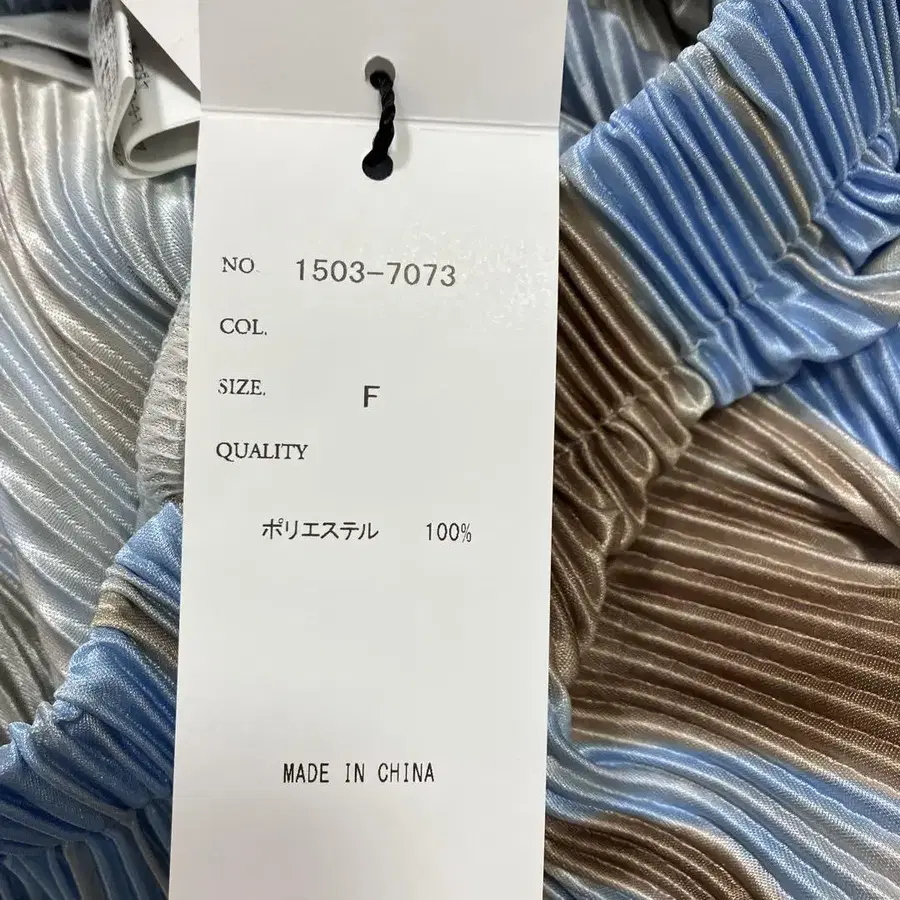 NO. 1503-7073
COL.
SIZE. F
QUALITY
ポリエステル 100%
MADE IN CHINA